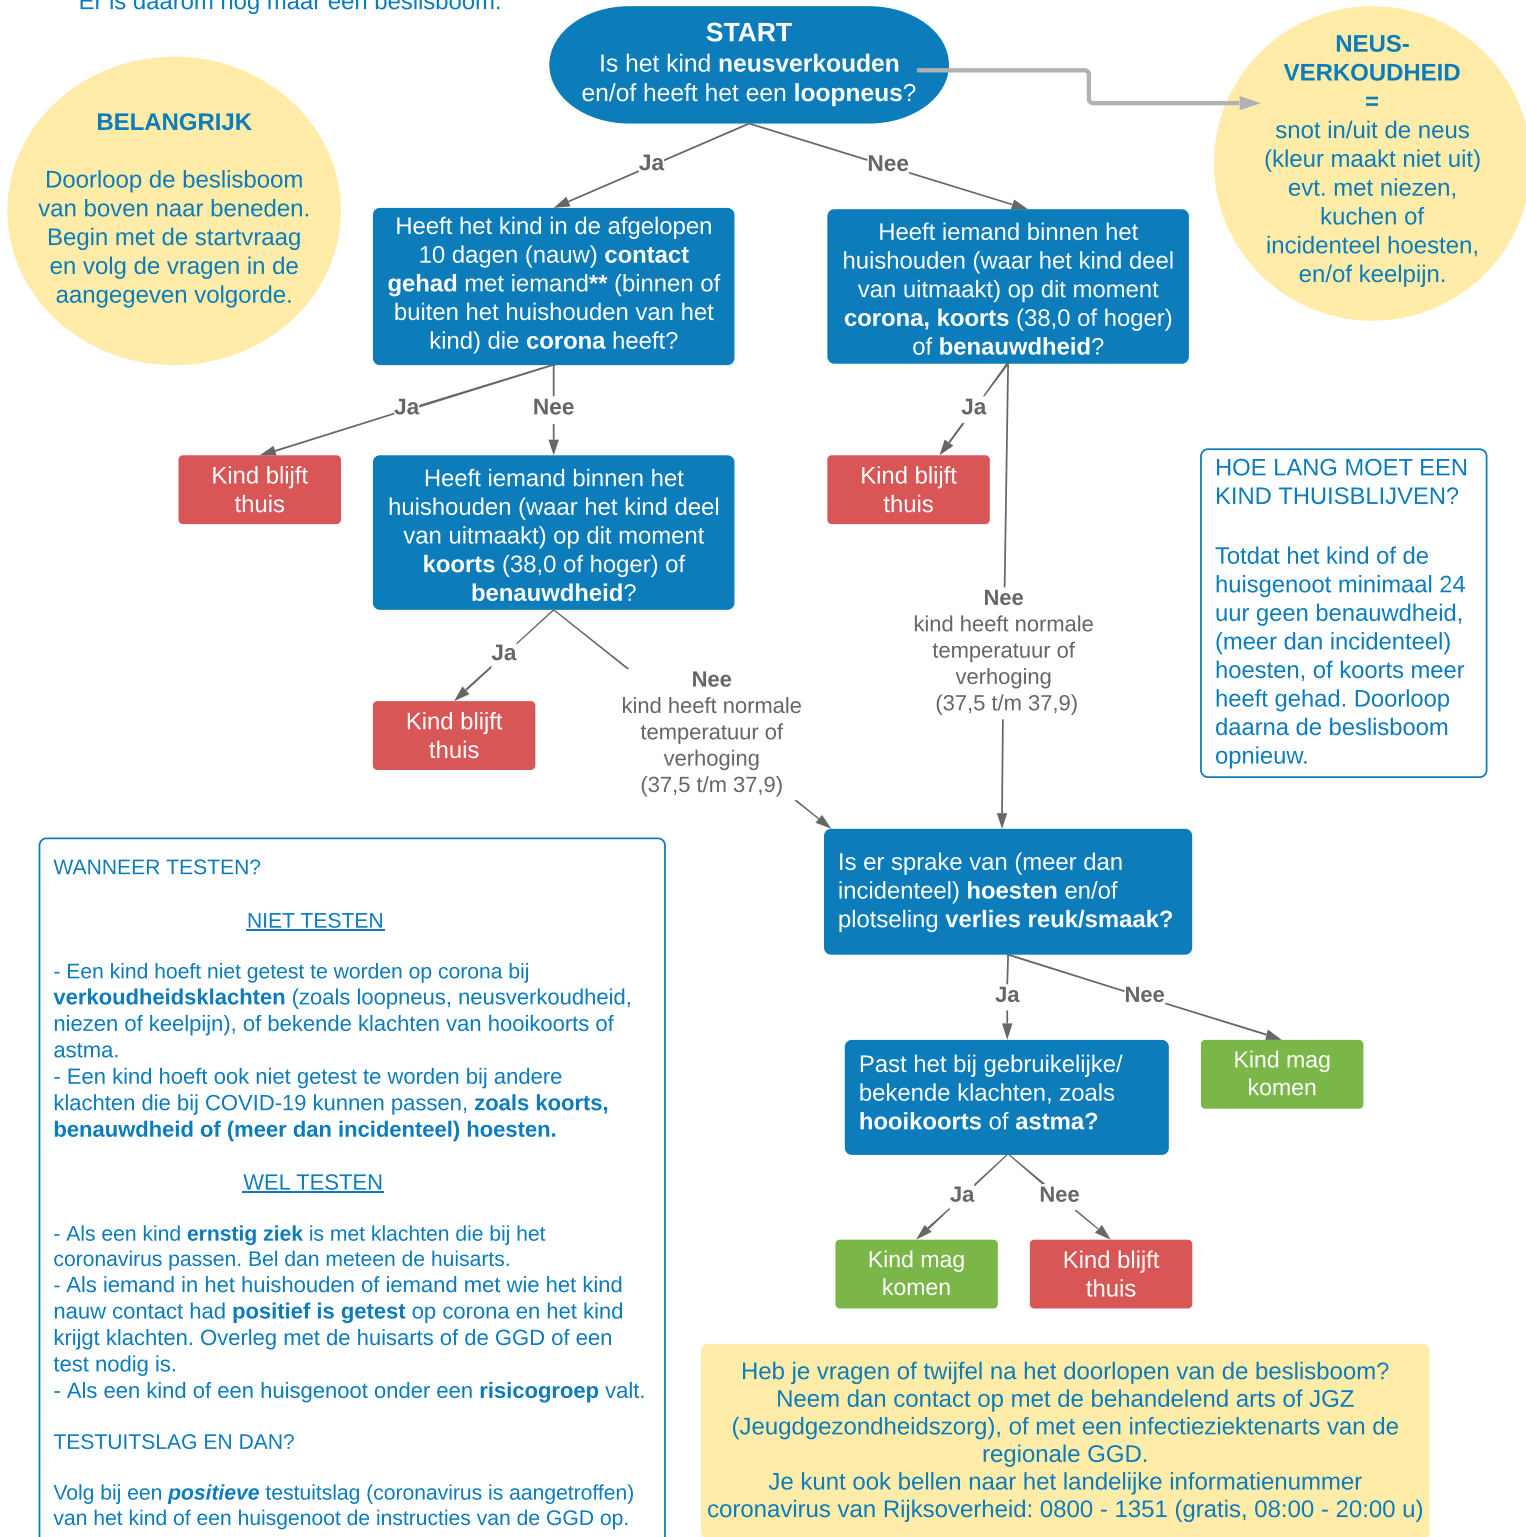 Er is daarom nog maar één beslisboom.
START
Is het kind neusverkouden
en/of heeft het een loopneus?
NEUS-
VERKOUDHEID
=
snot in/uit de neus
(kleur maakt niet uit)
evt. met niezen,
kuchen of
incidenteel hoesten,
en/of keelpijn.
BELANGRIJK
Doorloop de beslisboom
van boven naar beneden.
Begin met de startvraag
en volg de vragen in de
aangegeven volgorde.
Ja
Nee
Heeft het kind in de afgelopen
10 dagen (nauw) contact
gehad met iemand** (binnen of
buiten het huishouden van het
kind) die corona heeft?
Heeft iemand binnen het
huishouden (waar het kind deel
van uitmaakt) op dit moment
corona, koorts (38,0 of hoger)
of benauwdheid?
Ja
Nee
Ja
Kind blijft
thuis
Heeft iemand binnen het
huishouden (waar het kind deel
van uitmaakt) op dit moment
koorts (38,0 of hoger) of
benauwdheid?
Kind blijft
thuis
HOE LANG MOET EEN
KIND THUISBLIJVEN?
Totdat het kind of de
huisgenoot minimaal 24
uur geen benauwdheid,
(meer dan incidenteel)
hoesten, of koorts meer
heeft gehad. Doorloop
daarna de beslisboom
opnieuw.
Nee
kind heeft normale
temperatuur of
verhoging
(37,5 t/m 37,9)
Ja
Nee
kind heeft normale
temperatuur of
verhoging
(37,5 t/m 37,9)
Kind blijft
thuis
Is er sprake van (meer dan
incidenteel) hoesten en/of
plotseling verlies reuk/smaak?
Ja
Nee
Past het bij gebruikelijke/
bekende klachten, zoals
hooikoorts of astma?
Kind mag
komen
Ja
Nee
Kind mag
komen
Kind blijft
thuis
WANNEER TESTEN?
NIET TESTEN
- Een kind hoeft niet getest te worden op corona bij
verkoudheidsklachten (zoals loopneus, neusverkoudheid,
niezen of keelpijn), of bekende klachten van hooikoorts of
astma.
- Een kind hoeft ook niet getest te worden bij andere
klachten die bij COVID-19 kunnen passen, zoals koorts,
benauwdheid of (meer dan incidenteel) hoesten.
WEL TESTEN
- Als een kind ernstig ziek is met klachten die bij het
coronavirus passen. Bel dan meteen de huisarts.
- Als iemand in het huishouden of iemand met wie het kind
nauw contact had positief is getest op corona en het kind
krijgt klachten. Overleg met de huisarts of de GGD of een
test nodig is.
- Als een kind of een huisgenoot onder een risicogroep valt.
TESTUITSLAG EN DAN?
Volg bij een positieve testuitslag (coronavirus is aangetroffen)
van het kind of een huisgenoot de instructies van de GGD op.
Heb je vragen of twijfel na het doorlopen van de beslisboom?
Neem dan contact op met de behandelend arts of JGZ
(Jeugdgezondheidszorg), of met een infectieziektenarts van de
regionale GGD.
Je kunt ook bellen naar het landelijke informatienummer
coronavirus van Rijksoverheid: 0800 - 1351 (gratis, 08:00 - 20:00 u)